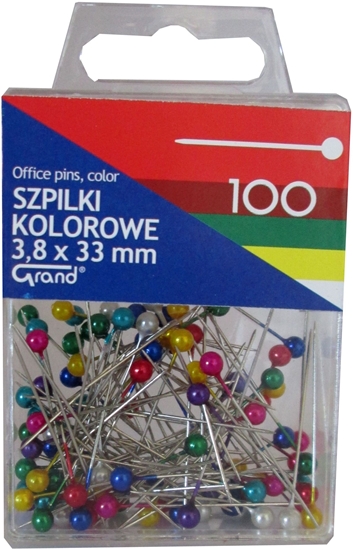 Office pins, color
SZPILKI
KOLOROWE
3,8 x 33 mm
Grand®
100